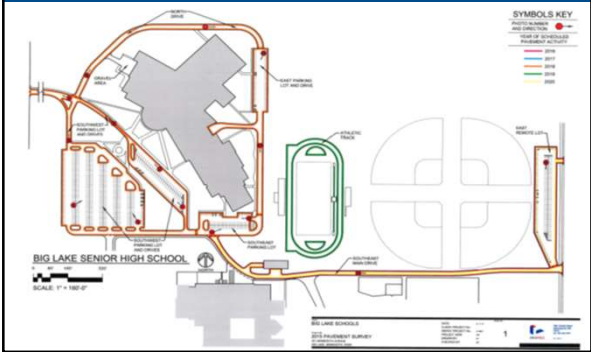 NORTH
DRIVE
SYMBOLS KEY
PHOTO NUMBER
AND DIRECTION
YEAR OF SCHEDULED
PAVEMENT ACTIVITY
2016
2017
2018
2019
2020
GRAVEL
AREA
EAST PARKING
LOT AND DRIVE
SOUTHWEST
PARKING LOT
AND DRIVES
ATHLETIC
TRACK
EAST
REMOTE LOT
SOUTHWEST
PARKING LOT
AND DRIVES
SOUTHEAST
PARKING LOT
BIG LAKE SENIOR HIGH SCHOOL
NORTH
SCALE: 1" = 160'-0"
SOUTHEAST
MAIN DRIVE
BIG LAKE SCHOOLS
2015 PAVEMENT SURVEY
1